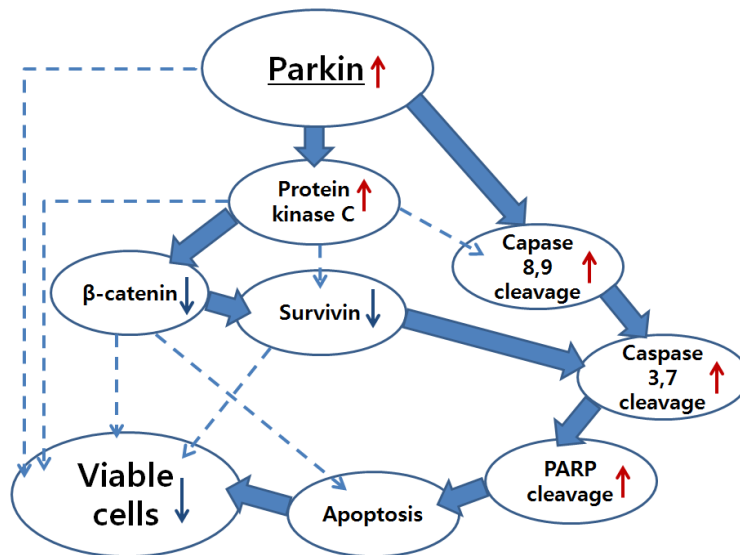 Parkin
Protein
kinase C
Capase
8,9
cleavage
β-catenin
Survivin
Caspase
3,7
cleavage
Viable
cells
Apoptosis
PARP
cleavage